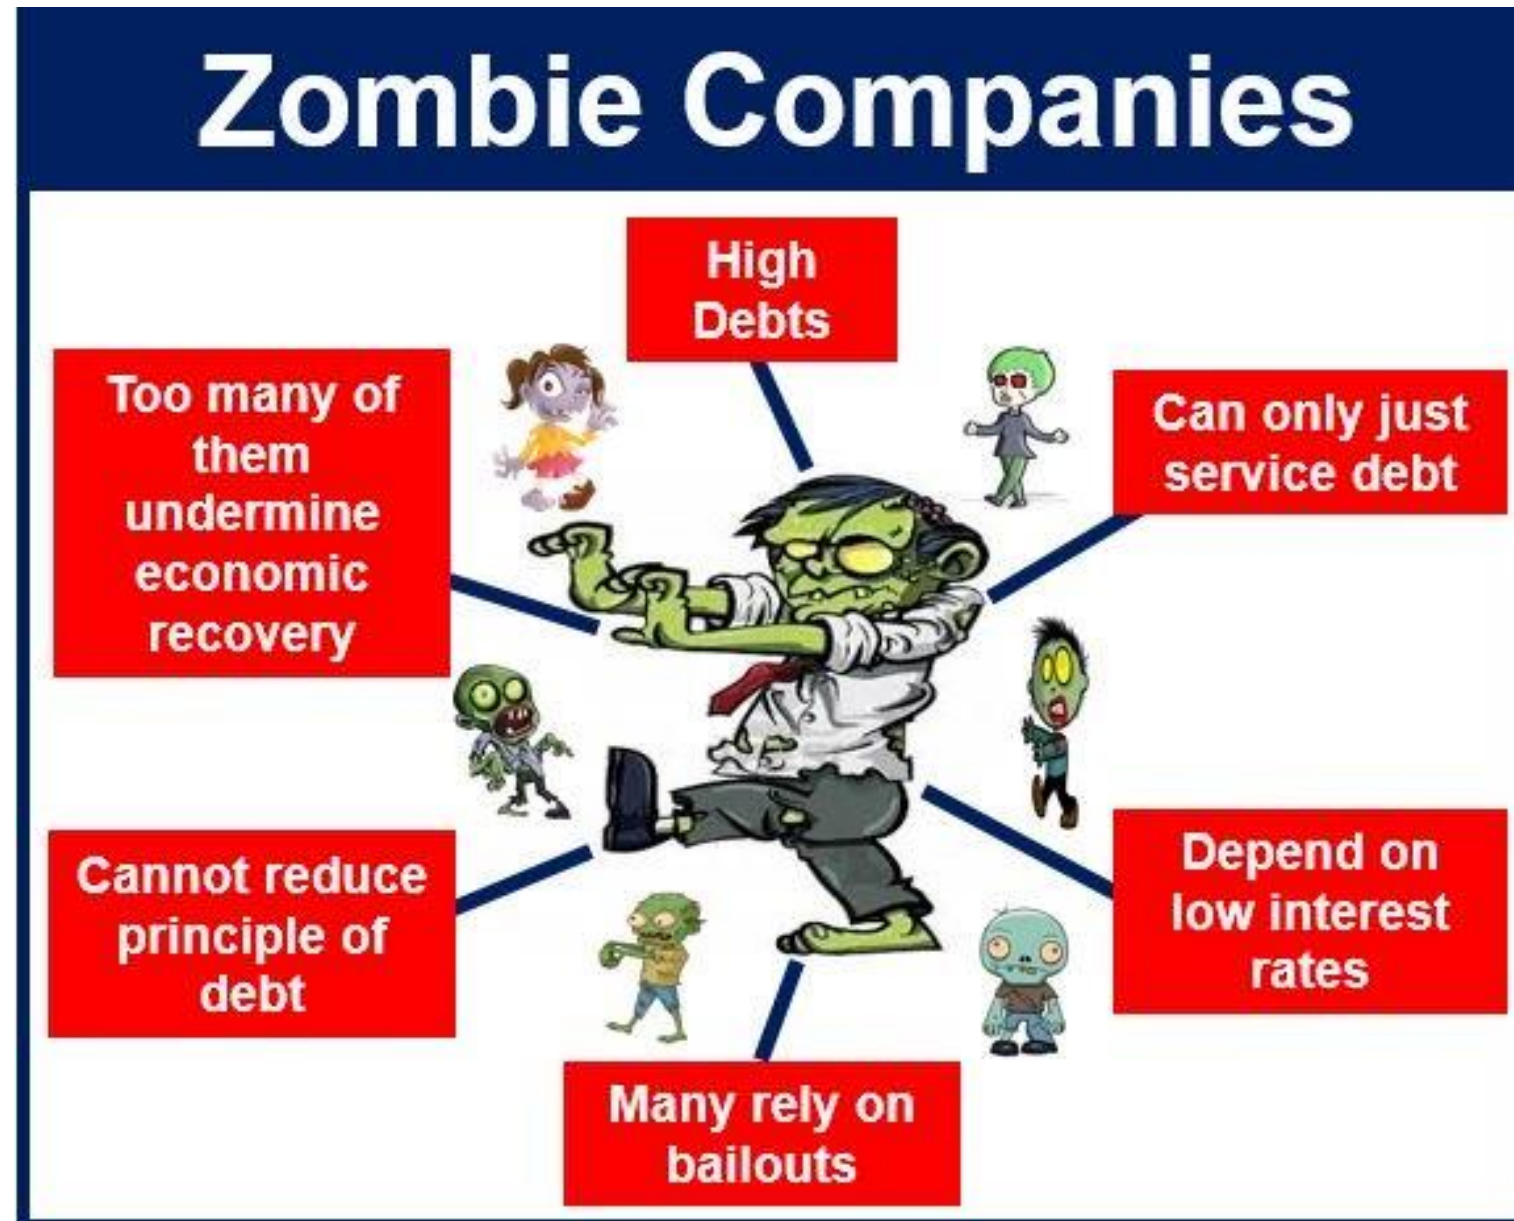 Zombie Companies
High
Debts
Too many of
them
undermine
economic
recovery
Can only just
service debt
Cannot reduce
principle of
debt
Depend on
low interest
rates
Many rely on
bailouts